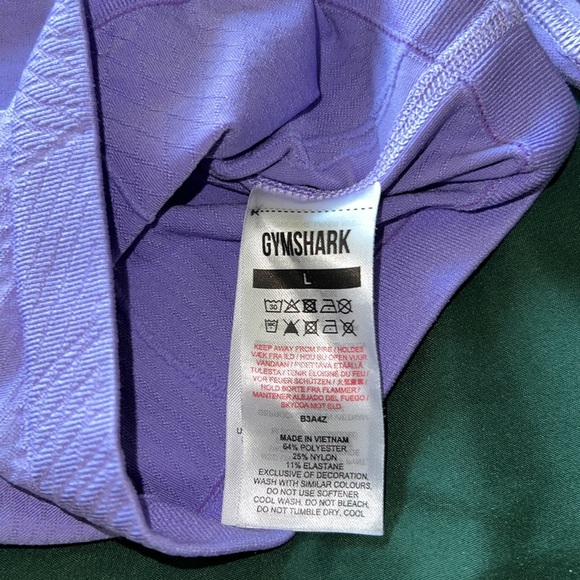 GYMSHARK
L
30
KEEP AWAY FROM FIRE / HOLDES
VÆK FRA ILD / HOU BIJ OPEN VUUR
VANDAAN / PIDETTÄVÄ ETÄÄLLÄ
TULESTA / TENIR ÉLOIGNÉ DU FEU /
VOR FEUER SCHÜTZEN / 火気厳禁 /
HOLD BORTE FRA FLAMMER /
MANTENER ALEJADO DEL FUEGO /
SKYDDA MOT ELD
B3A4Z
U
MADE IN VIETNAM
64% POLYESTER
25% NYLON
11% ELASTANE
EXCLUSIVE OF DECORATION.
WASH WITH SIMILAR COLOURS.
DO NOT USE SOFTENER
COOL WASH. DO NOT BLEACH,
DO NOT TUMBLE DRY, COOL